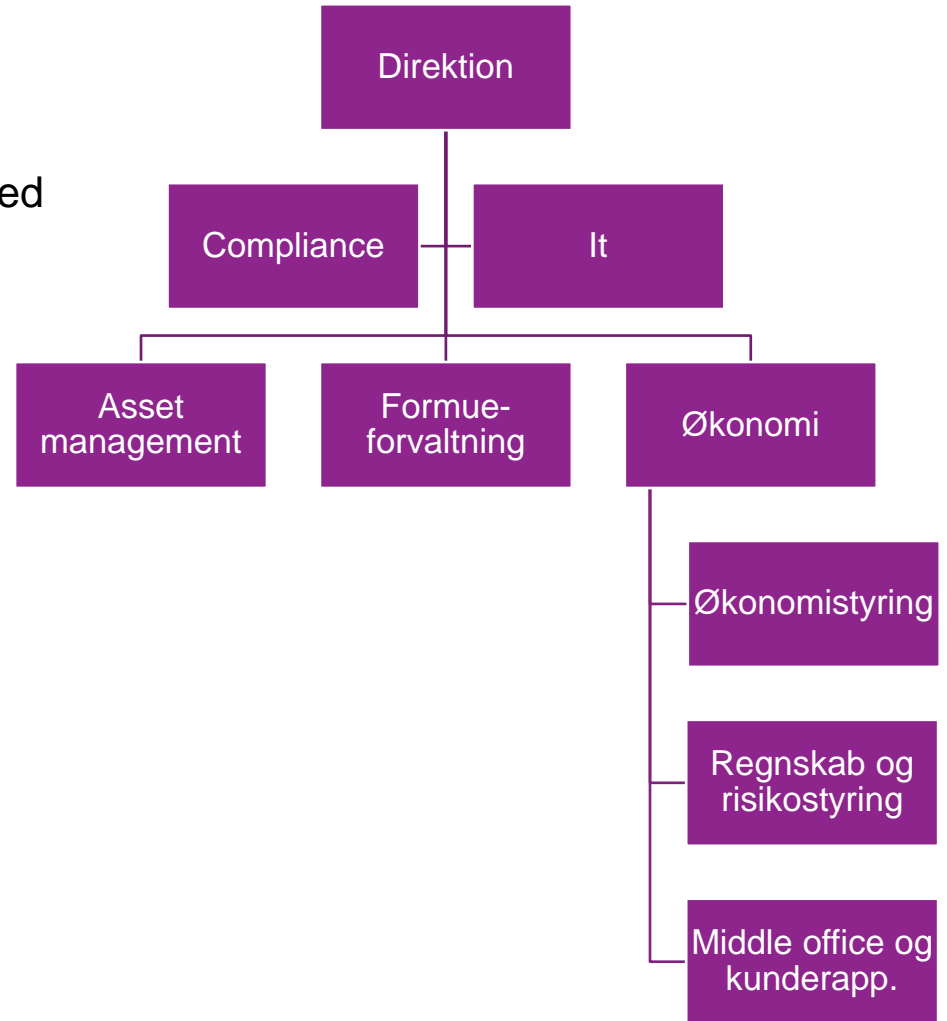 Direktion
ed
Compliance
It
Asset
management
Formue-
forvaltning
Økonomi
Økonomistyring
Regnskab og
risikostyring
Middle office og
kunderapp.